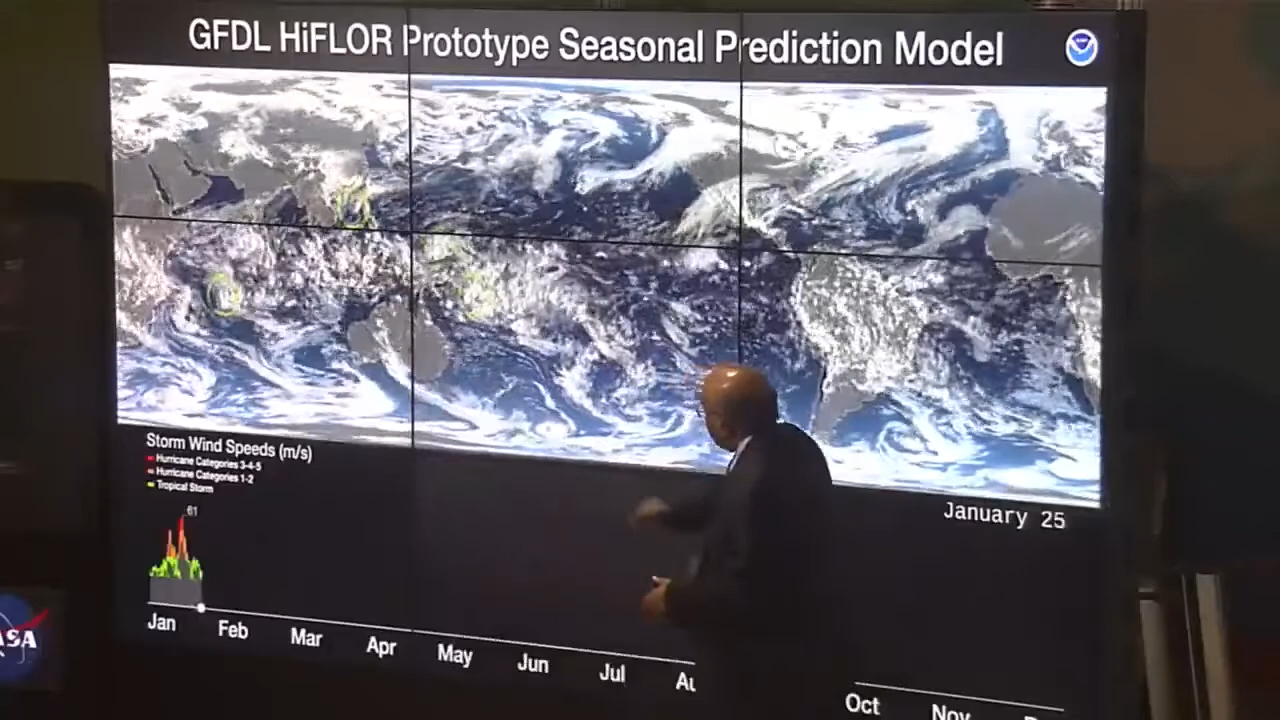 GFDL HiFLOR Prototype Seasonal Prediction Model
Storm Wind Speeds (m/s)
Hurricane Categories 3-4-5
Hurricane Categories 1-2
Tropical Storm
61
January 25
Jan Feb Mar Apr May Jun Jul Au Oct Nov
ASA